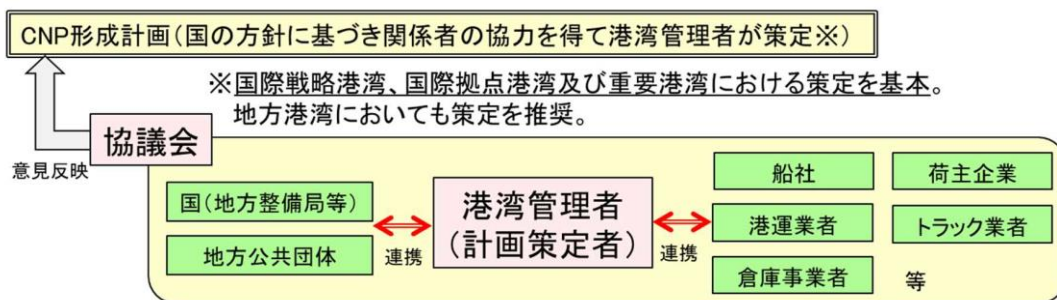 CNP形成計画(国の方針に基づき関係者の協力を得て港湾管理者が策定※)
※国際戦略港湾、国際拠点港湾及び重要港湾における策定を基本。
地方港湾においても策定を推奨。
協議会
意見反映
国(地方整備局等)
地方公共団体
連携
港湾管理者
(計画策定者)
連携
船社
荷主企業
港運業者
トラック業者
倉庫事業者
等